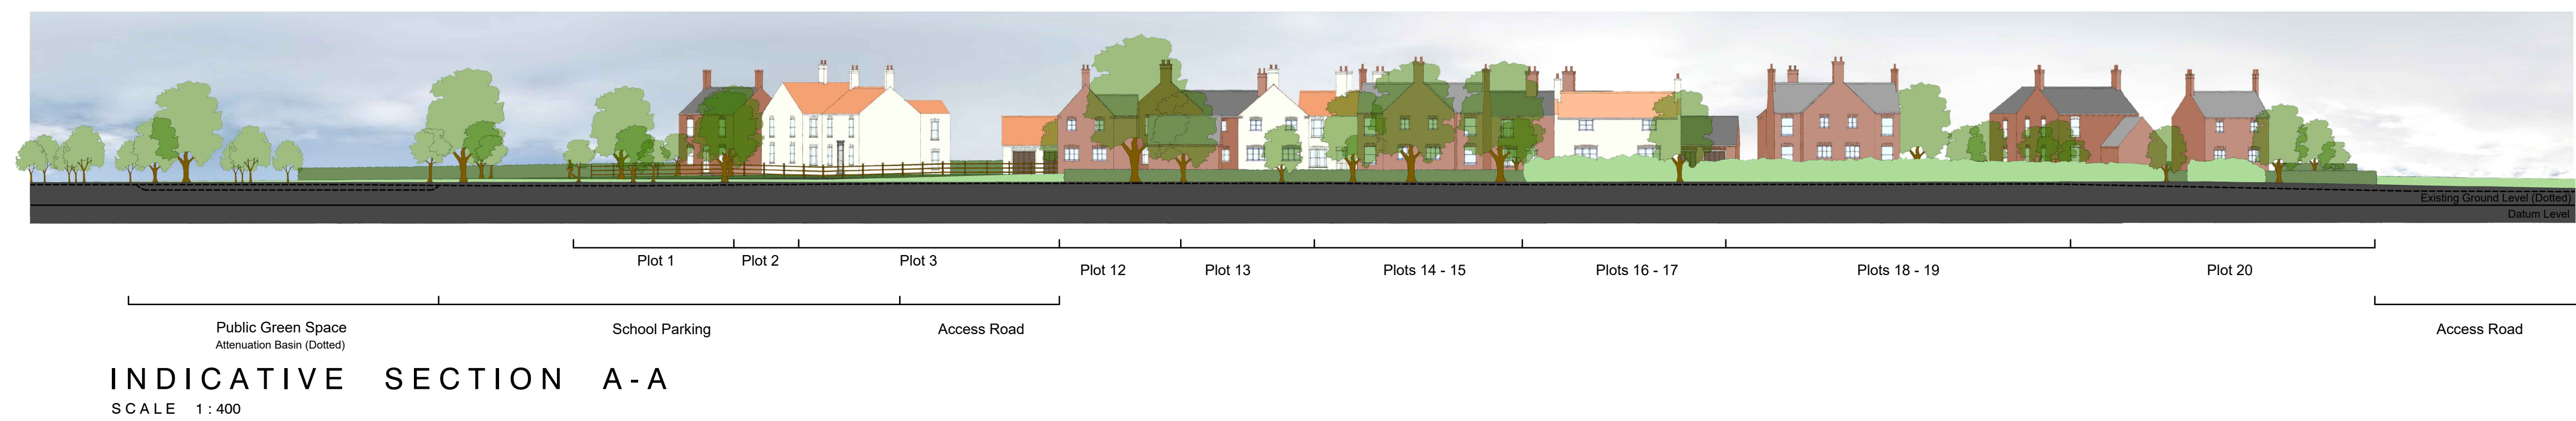 Existing Ground Level (Dotted)
Datum Level
Plot 1
Plot 2
Plot 3
Plot 12
Plot 13
Plots 14 - 15
Plots 16 - 17
Plots 18 - 19
Plot 20
Public Green Space
Attenuation Basin (Dotted)
School Parking
Access Road
Access Road
INDICATIVE SECTION A-A
SCALE 1 : 400